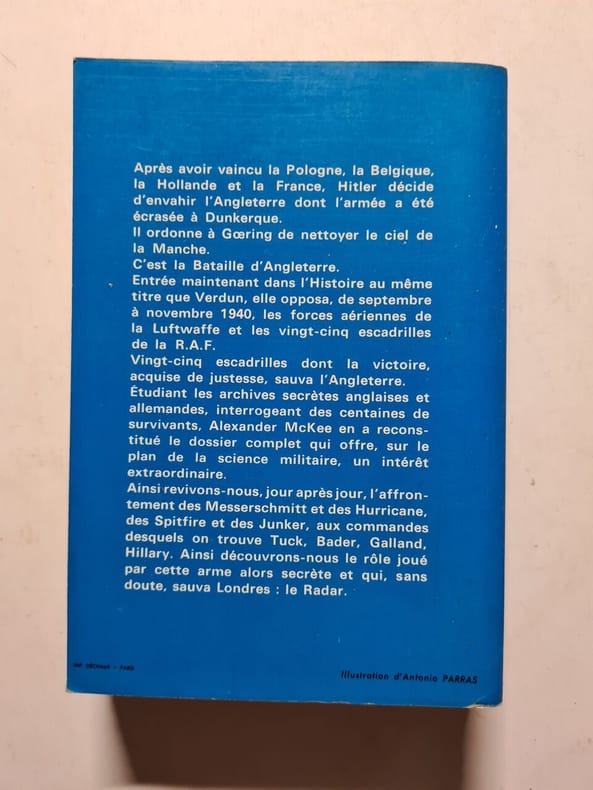 Après avoir vaincu la Pologne, la Belgique,
la Hollande et la France, Hitler décide
d'envahir l'Angleterre dont l'armée a été
écrasée à Dunkerque.
Il ordonne à Gœring de nettoyer le ciel de
la Manche.
C'est la Bataille d'Angleterre.
Entrée maintenant dans l'Histoire au même
titre que Verdun, elle opposa, de septembre
à novembre 1940, les forces aériennes de
la Luftwaffe et les vingt-cinq escadrilles
de la R.A.F.
Vingt-cinq escadrilles dont la victoire,
acquise de justesse, sauva l'Angleterre.
Étudiant les archives secrètes anglaises et
allemandes, interrogeant des centaines de
survivants, Alexander McKee en a recons-
titué le dossier complet qui offre, sur le
plan de la science militaire, un intérêt
extraordinaire.
Ainsi revivons-nous, jour après jour, l'affron-
tement des Messerschmitt et des Hurricane,
des Spitfire et des Junker, aux commandes
desquels on trouve Tuck, Bader, Galland,
Hillary. Ainsi découvrons-nous le rôle joué
par cette arme alors secrète et qui, sans
doute, sauva Londres : le Radar.
- PARIS
Illustration d'Antonio PARRAS